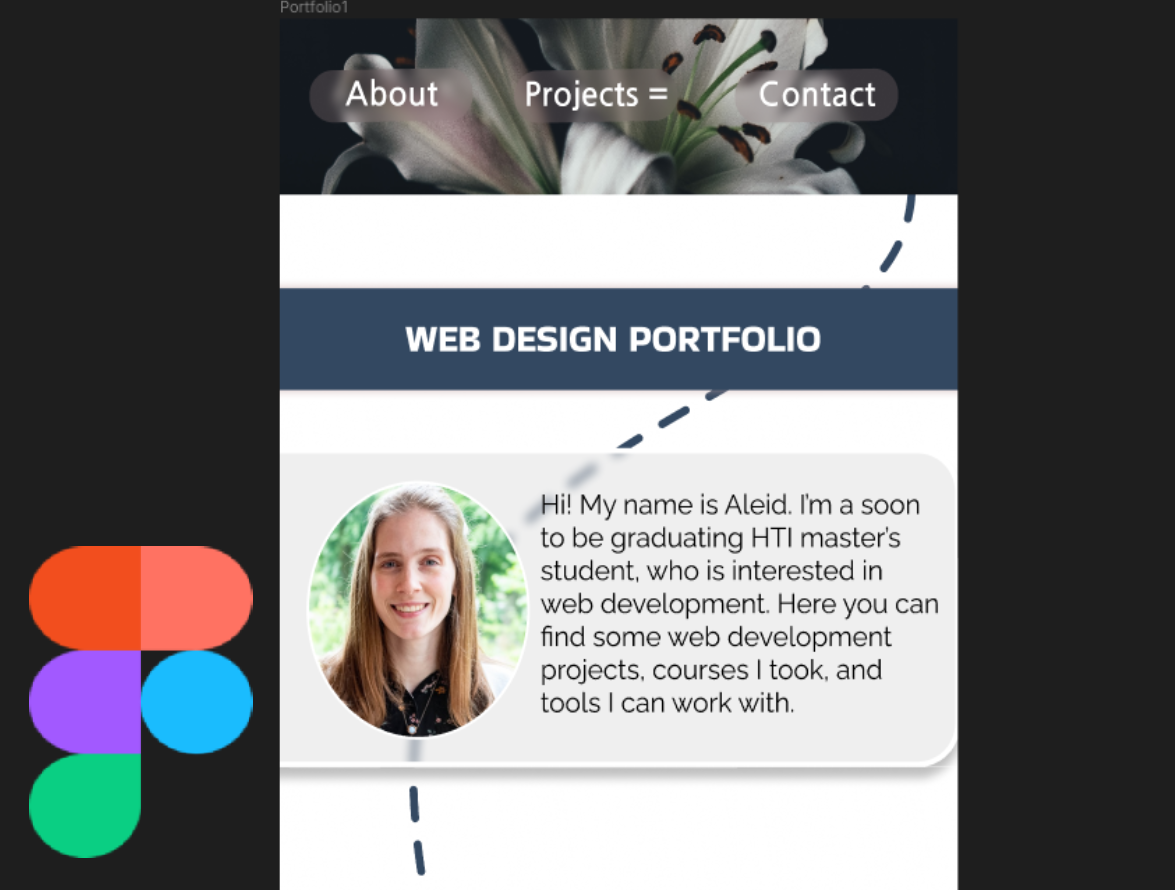 Portfolio1
About
Projects =
Contact
WEB DESIGN PORTFOLIO
Hi! My name is Aleid. I'm a soon
to be graduating HTI master's
student, who is interested in
web development. Here you can
find some web development
projects, courses I took, and
tools I can work with.